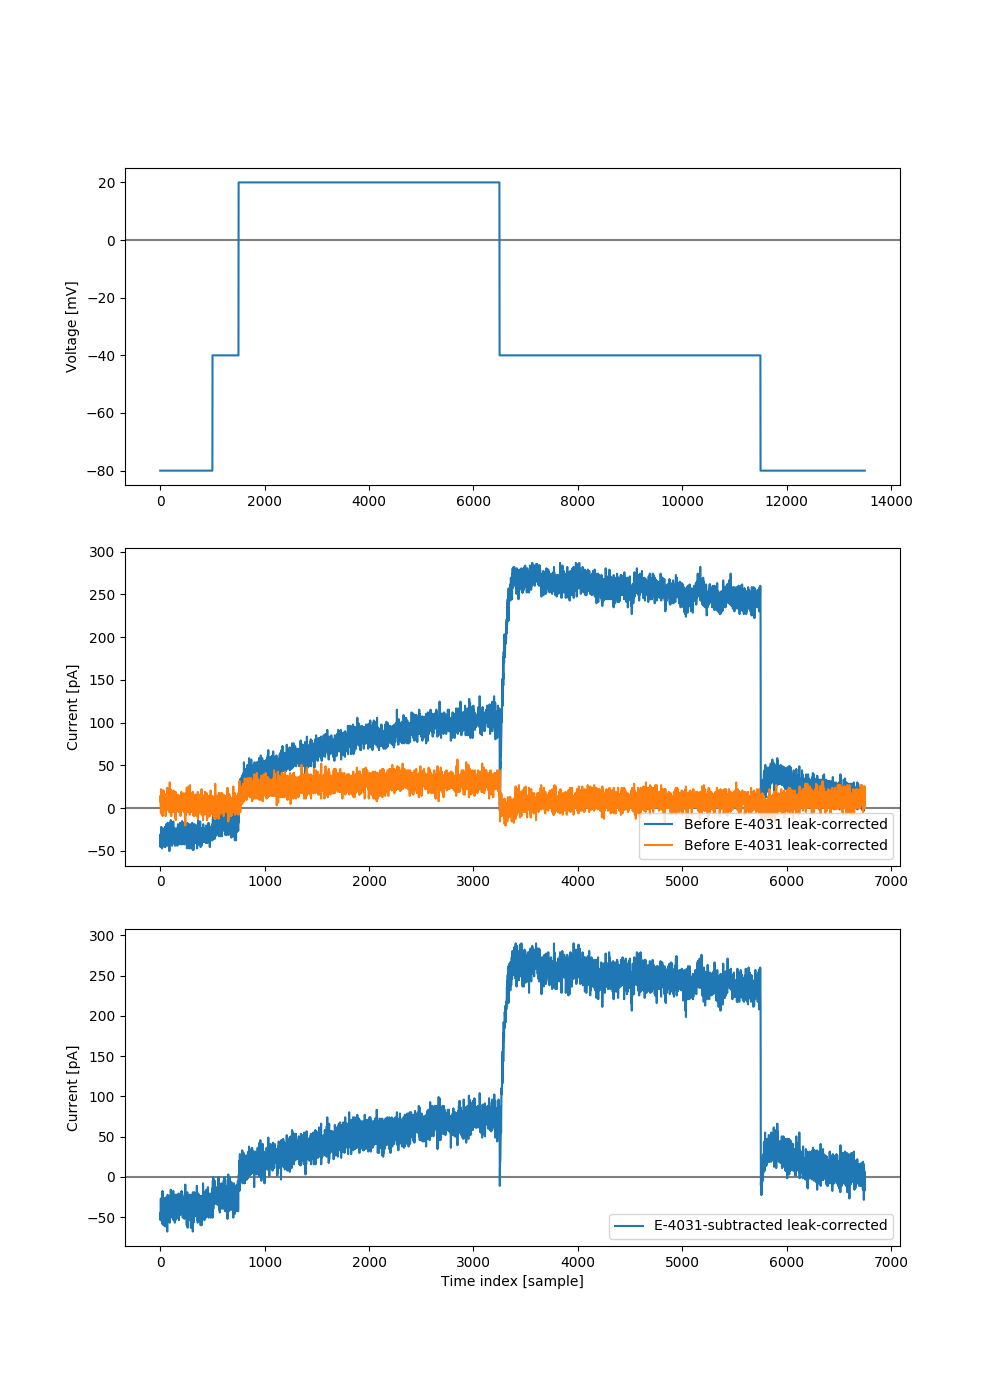 20
0
−20
−40
−60
−80
Voltage [mV]
0 2000 4000 6000 8000 10000 12000 14000
300
250
200
150
100
50
0
−50
Current [pA]
Before E-4031 leak-corrected
Before E-4031 leak-corrected
0 1000 2000 3000 4000 5000 6000 7000
300
250
200
150
100
50
0
−50
Current [pA]
E-4031-subtracted leak-corrected
0 1000 2000 3000 4000 5000 6000 7000
Time index [sample]